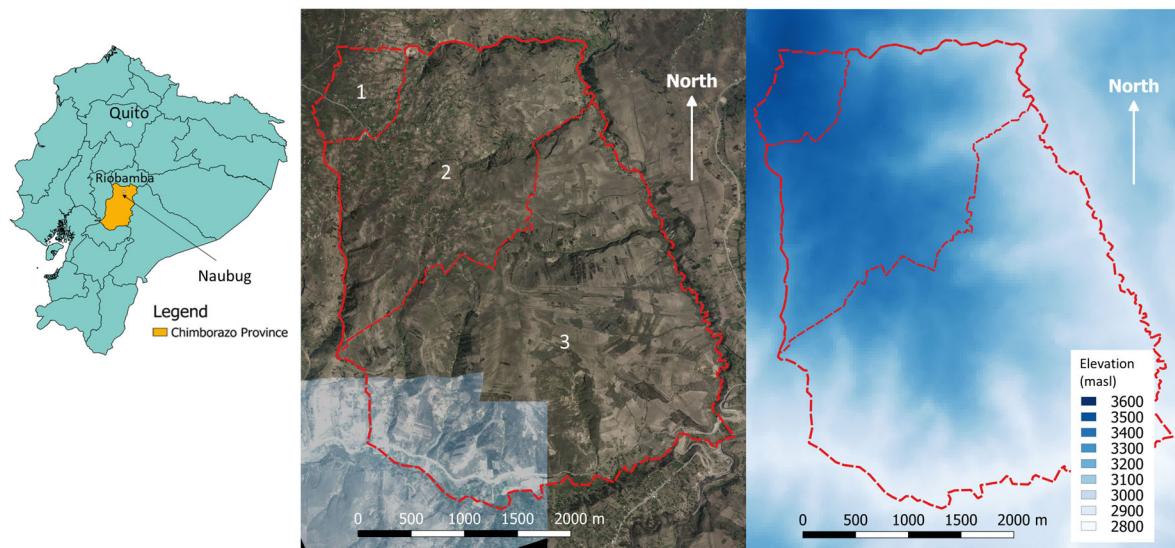 Quito
Riobamba
Naubug
Legend
Chimborazo Province
1
2
3
North
0 500 1000 1500 2000 m
North
Elevation
(masl)
3600
3500
3400
3300
3200
3100
3000
2900
2800
0 500 1000 1500 2000 m